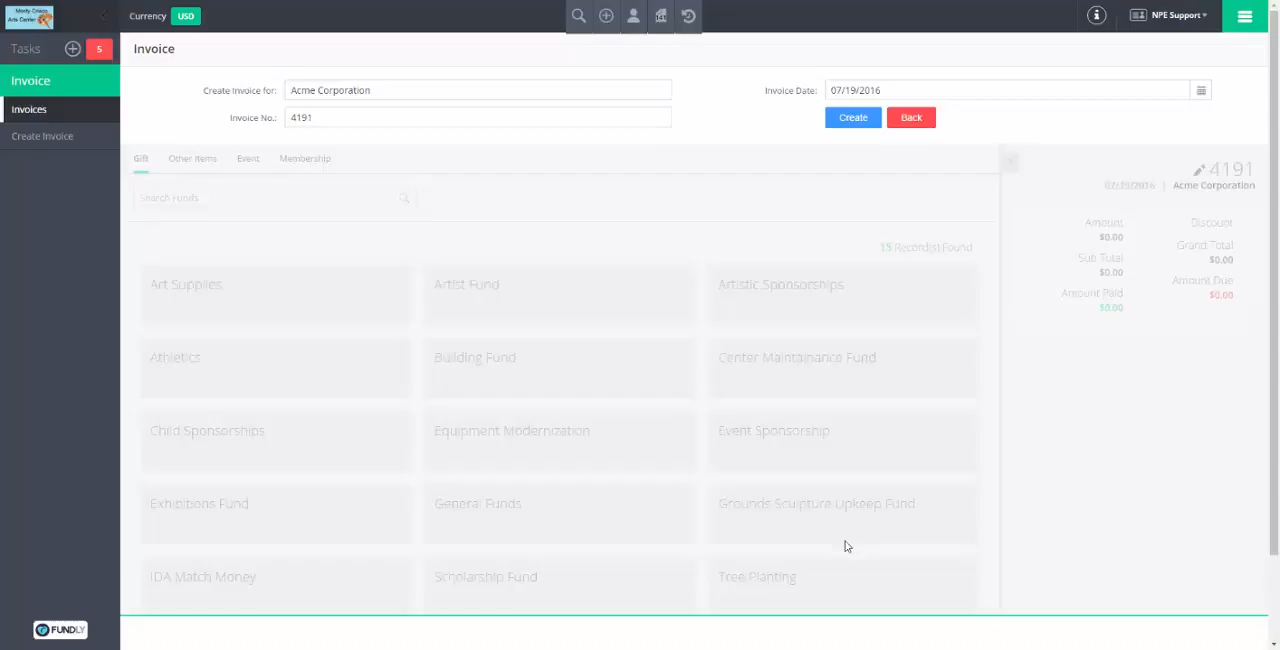 Monty Crisco
Arts Center
Currency USD
NPE Support
Tasks 5
Invoice
Invoices
Create Invoice
Invoice
Create Invoice for: Acme Corporation
Invoice Date: 07/19/2016
Invoice No.: 4191
Create Back
Gift Other Items Event Membership
Search Funds
15 Record(s) Found
Art Supplies Artist Fund Artistic Sponsorships
Athletics Building Fund Center Maintainance Fund
Child Sponsorships Equipment Modernization Event Sponsorship
Exhibitions Fund General Funds Grounds Sculpture Upkeep Fund
IDA Match Money Scholarship Fund Tree Planting
4191
07/19/2016 | Acme Corporation
Amount Discount
$0.00
Grand Total
Sub Total $0.00
$0.00
Amount Due
Amount Paid $0.00
$0.00
FUNDLY